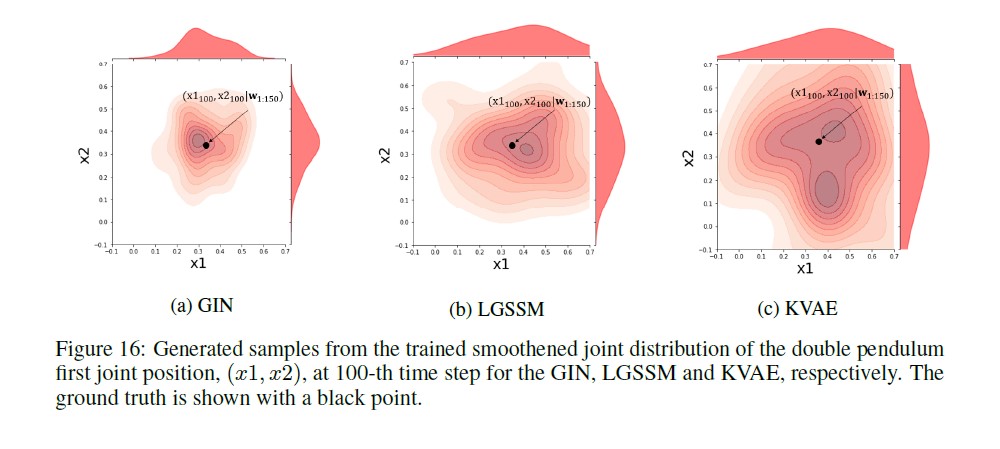 0.7
0.6
0.5
0.4
0.3
0.2
0.1
0.0
−0.1
x2
(x1₁₀₀, x2₁₀₀|w₁:₁₅₀)
−0.1 0.0 0.1 0.2 0.3 0.4 0.5 0.6 0.7
x1
(a) GIN
0.7
0.6
0.5
0.4
0.3
0.2
0.1
0.0
−0.1
x2
(x1₁₀₀, x2₁₀₀|w₁:₁₅₀)
−0.1 0.0 0.1 0.2 0.3 0.4 0.5 0.6 0.7
x1
(b) LGSSM
0.7
0.6
0.5
0.4
0.3
0.2
0.1
0.0
−0.1
x2
(x1₁₀₀, x2₁₀₀|w₁:₁₅₀)
−0.1 0.0 0.1 0.2 0.3 0.4 0.5 0.6 0.7
x1
(c) KVAE
Figure 16: Generated samples from the trained smoothened joint distribution of the double pendulum
first joint position, (x1, x2), at 100-th time step for the GIN, LGSSM and KVAE, respectively. The
ground truth is shown with a black point.